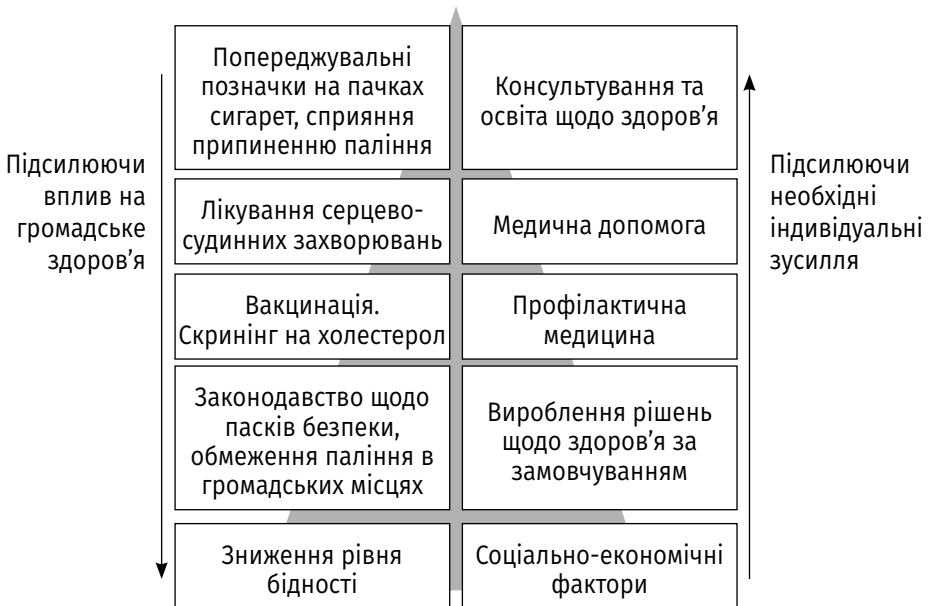 Попереджувальні
позначки на пачках
сигарет, сприяння
припиненню паління
Консультування та
освіта щодо здоров’я
Підсилюючи
вплив на
громадське
здоров’я
Підсилюючи
необхідні
індивідуальні
зусилля
Лікування серцево-
судинних захворювань
Медична допомога
Вакцинація.
Скринінг на холестерол
Профілактична
медицина
Законодавство щодо
пасків безпеки,
обмеження паління в
громадських місцях
Вироблення рішень
щодо здоров’я за
замовчуванням
Зниження рівня
бідності
Соціально-економічні
фактори